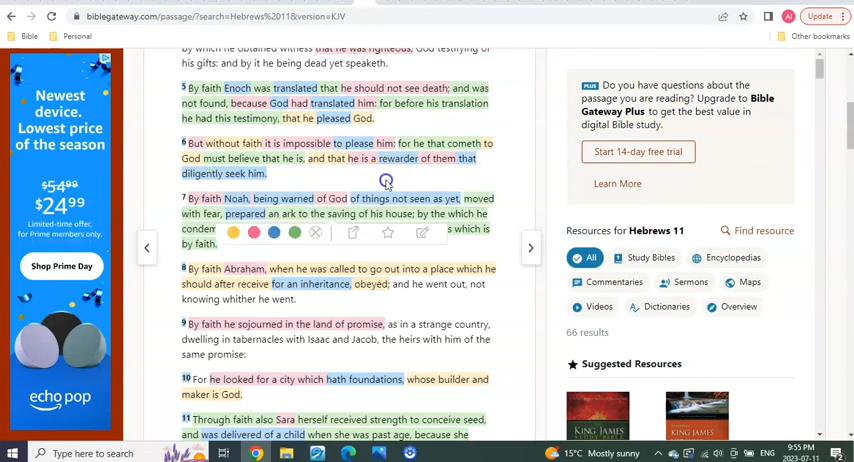 biblegateway.com/passage/?search=Hebrews%2011&version=KJV
AI
Update
Bible
Personal
Other bookmarks
Newest
device.
Lowest price
of the season
$54.99
$24.99
Limited-time offer,
for Prime members only.
Shop Prime Day
echo pop
by which he obtained witness that he was righteous, God testifying of
his gifts: and by it he being dead yet speaketh.
5 By faith Enoch was translated that he should not see death; and was
not found, because God had translated him: for before his translation
he had this testimony, that he pleased God.
6 But without faith it is impossible to please him: for he that cometh to
God must believe that he is, and that he is a rewarder of them that
diligently seek him.
7 By faith Noah, being warned of God of things not seen as yet, moved
with fear, prepared an ark to the saving of his house; by the which he
condem s which is
by faith.
8 By faith Abraham, when he was called to go out into a place which he
should after receive for an inheritance, obeyed; and he went out, not
knowing whither he went.
9 By faith he sojourned in the land of promise, as in a strange country,
dwelling in tabernacles with Isaac and Jacob, the heirs with him of the
same promise:
10 For he looked for a city which hath foundations, whose builder and
maker is God.
11 Through faith also Sara herself received strength to conceive seed,
and was delivered of a child when she was past age, because she
PLUS Do you have questions about the
passage you are reading? Upgrade to Bible
Gateway Plus to get the best value in
digital Bible study.
Start 14-day free trial
Learn More
Resources for Hebrews 11
Find resource
All
Study Bibles
Encyclopedias
Commentaries
Sermons
Maps
Videos
Dictionaries
Overview
66 results
Suggested Resources
KING JAMES
KING JAMES
Type here to search
15°C Mostly sunny
ENG
9:55 PM
2023-07-11
2